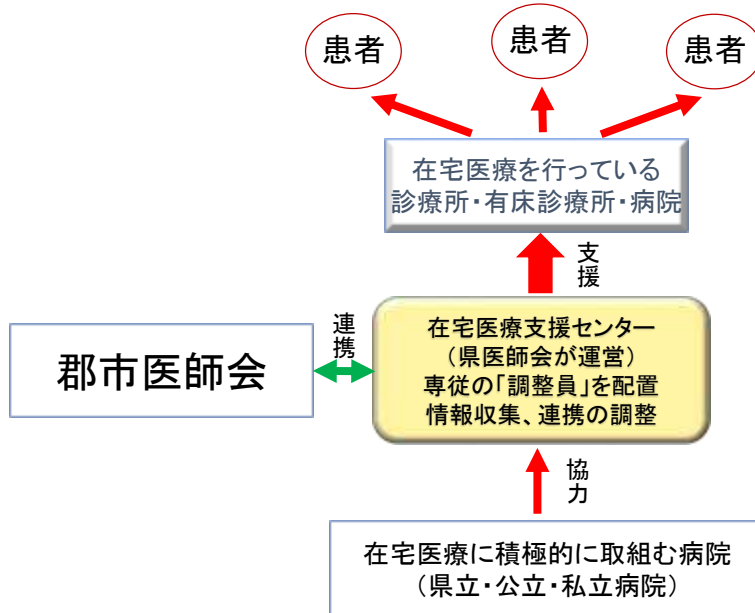 患者
患者
患者
在宅医療を行っている
診療所・有床診療所・病院
支援
連携
郡市医師会
在宅医療支援センター
（県医師会が運営）
専従の「調整員」を配置
情報収集、連携の調整
協力
在宅医療に積極的に取組む病院
（県立・公立・私立病院）